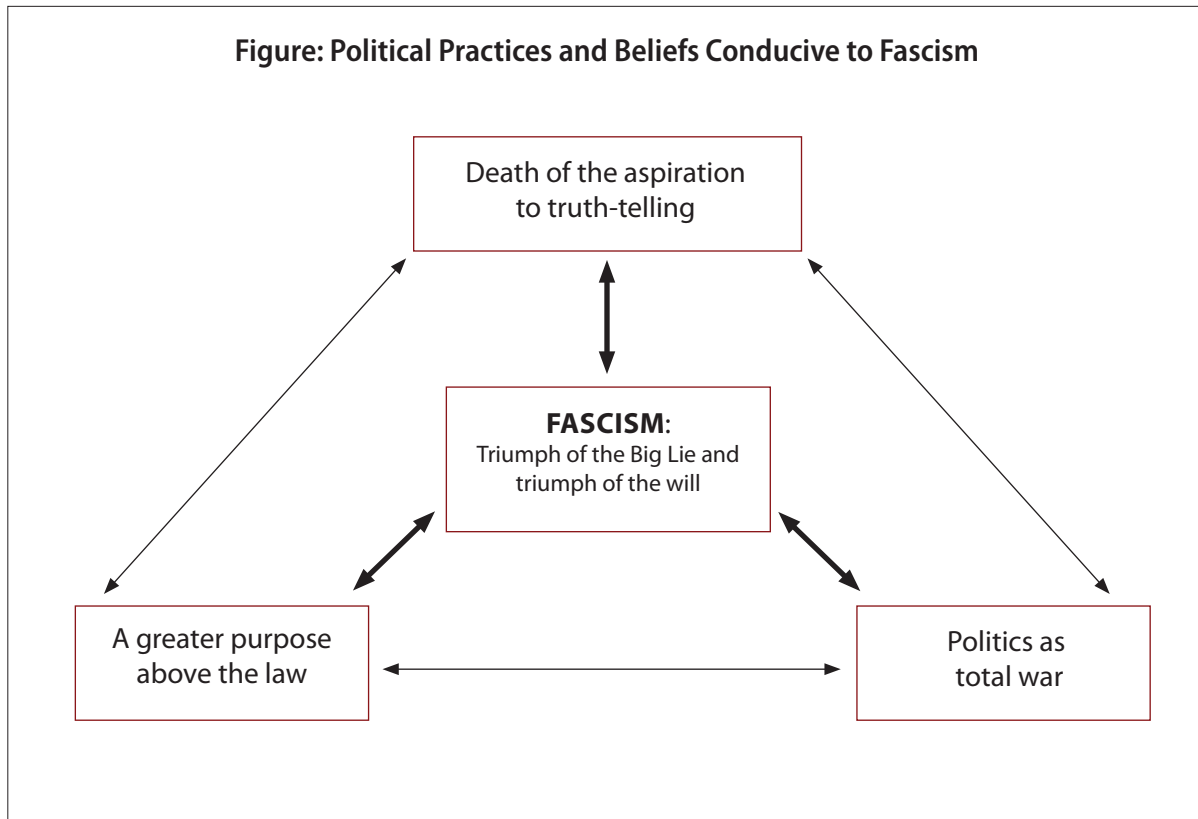 Figure: Political Practices and Beliefs Conducive to Fascism
Death of the aspiration
to truth-telling
FASCISM:
Triumph of the Big Lie and
triumph of the will
A greater purpose
above the law
Politics as
total war